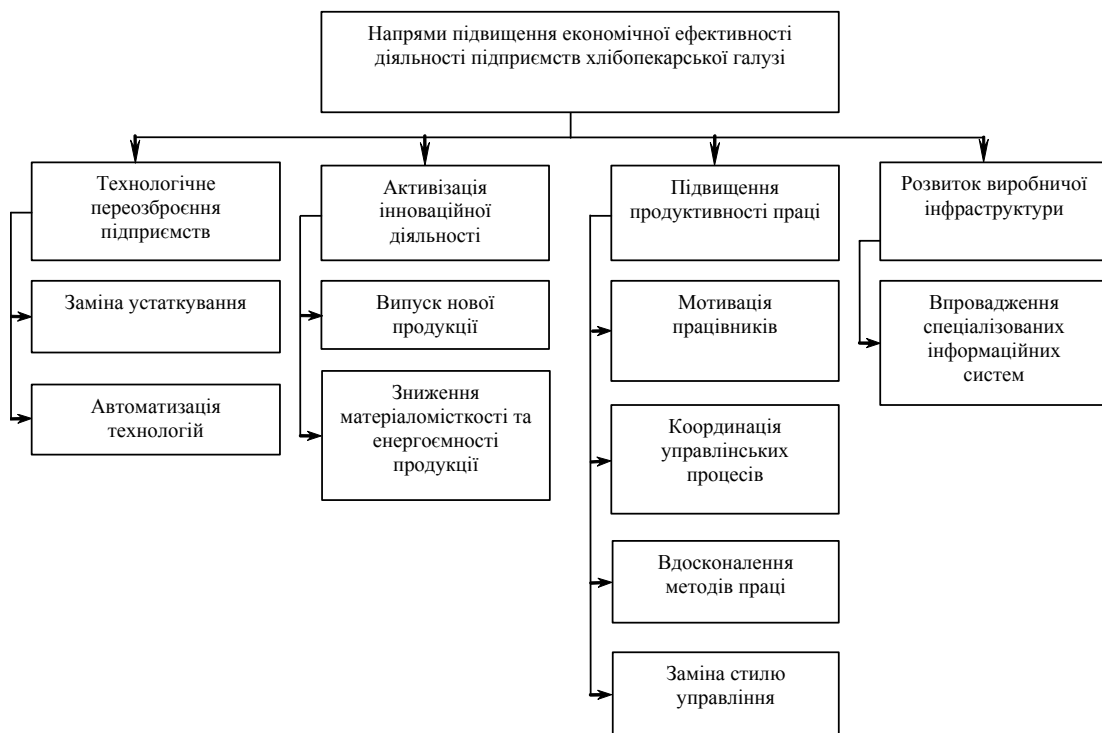 Напрями підвищення економічної ефективності
діяльності підприємств хлібопекарської галузі
Технологічне
переозброєння
підприємств
Заміна устаткування
Автоматизація
технологій
Активізація
інноваційної
діяльності
Випуск нової
продукції
Зниження
матеріаломісткості та
енергоємності
продукції
Підвищення
продуктивності праці
Мотивація
працівників
Координація
управлінських
процесів
Вдосконалення
методів праці
Заміна стилю
управління
Розвиток виробничої
інфраструктури
Впровадження
спеціалізованих
інформаційних
систем